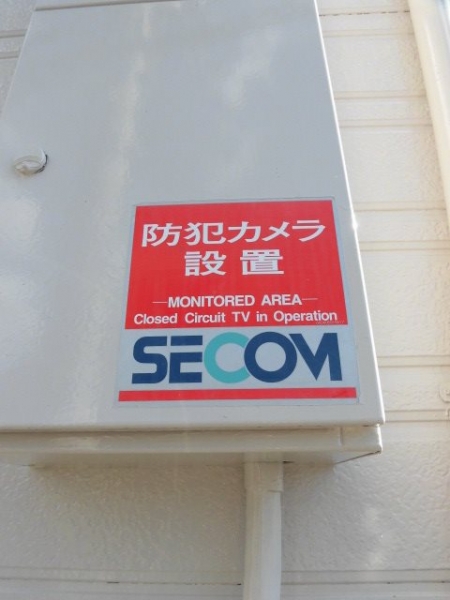 防犯カメラ
設置
—MONITORED AREA—
Closed Circuit TV in Operation
SECOM